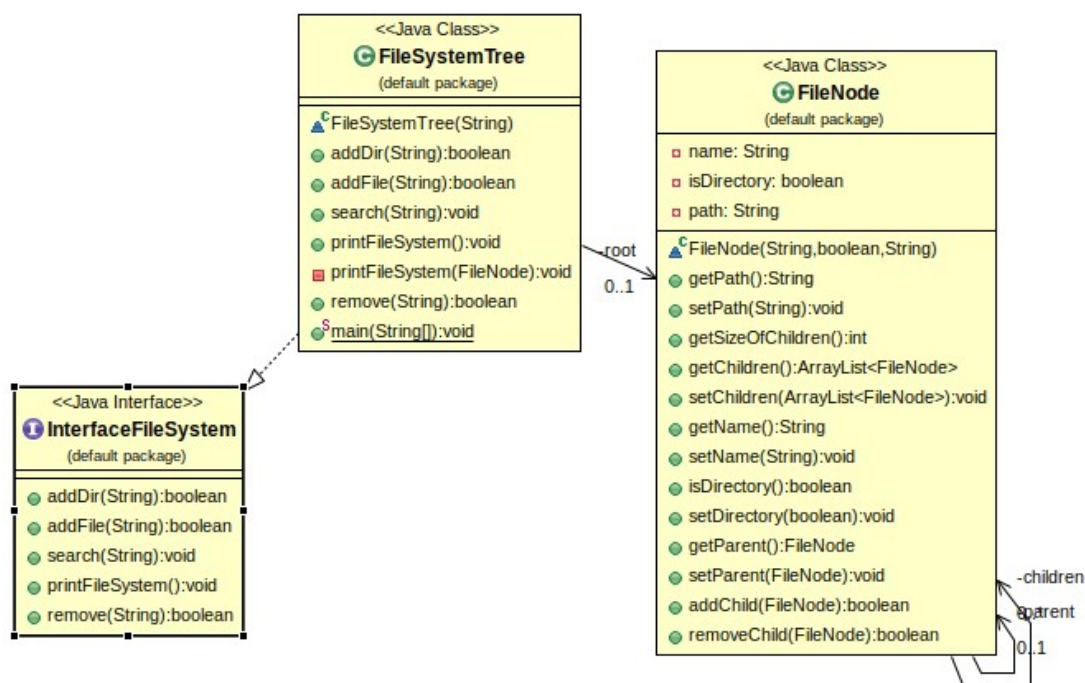 <<Java Class>>
FileSystemTree
(default package)
FileSystemTree(String)
addDir(String):boolean
addFile(String):boolean
search(String):void
printFileSystem():void
printFileSystem(FileNode):void
remove(String):boolean
main(String[]):void
-root
0..1
<<Java Class>>
FileNode
(default package)
name: String
isDirectory: boolean
path: String
FileNode(String,boolean,String)
getPath():String
setPath(String):void
getSizeOfChildren():int
getChildren():ArrayList<FileNode>
setChildren(ArrayList<FileNode>):void
getName():String
setName(String):void
isDirectory():boolean
setDirectory(boolean):void
getParent():FileNode
setParent(FileNode):void
addChild(FileNode):boolean
removeChild(FileNode):boolean
-children
-parent
0..1
<<Java Interface>>
InterfaceFileSystem
(default package)
addDir(String):boolean
addFile(String):boolean
search(String):void
printFileSystem():void
remove(String):boolean